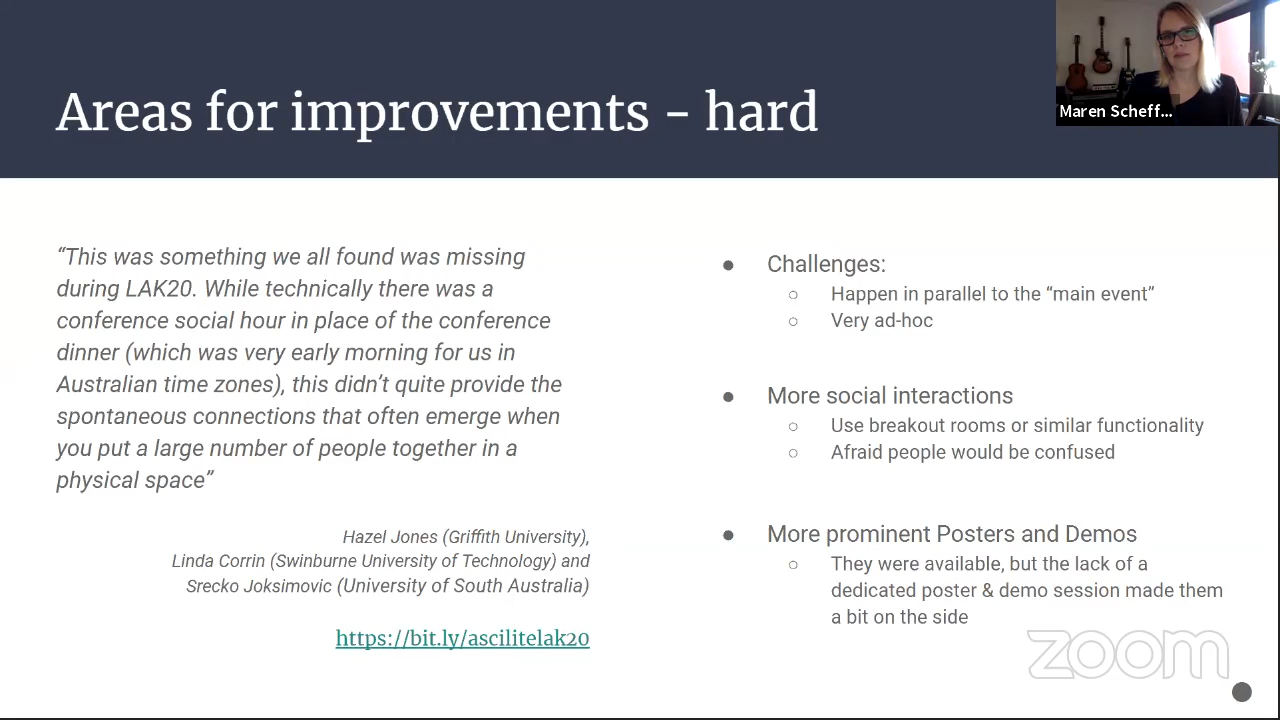 Areas for improvements - hard
Maren Scheff...
“This was something we all found was missing
during LAK20. While technically there was a
conference social hour in place of the conference
dinner (which was very early morning for us in
Australian time zones), this didn’t quite provide the
spontaneous connections that often emerge when
you put a large number of people together in a
physical space”
Hazel Jones (Griffith University),
Linda Corrin (Swinburne University of Technology) and
Srecko Joksimovic (University of South Australia)
https://bit.ly/ascilitelak20
● Challenges:
○ Happen in parallel to the “main event”
○ Very ad-hoc
● More social interactions
○ Use breakout rooms or similar functionality
○ Afraid people would be confused
● More prominent Posters and Demos
○ They were available, but the lack of a
dedicated poster & demo session made them
a bit on the side
zoom